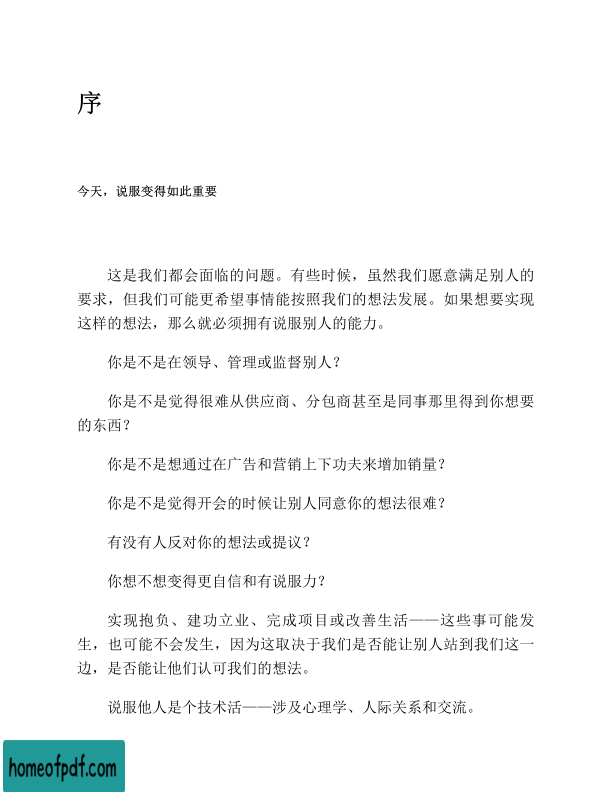 序
今天，说服变得如此重要
这是我们都会面临的问题。有些时候，虽然我们愿意满足别人的
要求，但我们可能更希望事情能按照我们的想法发展。如果想要实现
这样的想法，那么就必须拥有说服别人的能力。
你是不是在领导、管理或监督别人？
你是不是觉得很难从供应商、分包商甚至是同事那里得到你想要
的东西？
你是不是想通过在广告和营销上下功夫来增加销量？
你是不是觉得开会的时候让别人同意你的想法很难？
有没有人反对你的想法或提议？
你想不想变得更自信和有说服力？
实现抱负、建功立业、完成项目或改善生活——这些事可能发
生，也可能不会发生，因为这取决于我们是否能让别人站到我们这一
边，是否能让他们认可我们的想法。
说服他人是个技术活——涉及心理学、人际关系和交流。
homeofpdf.com